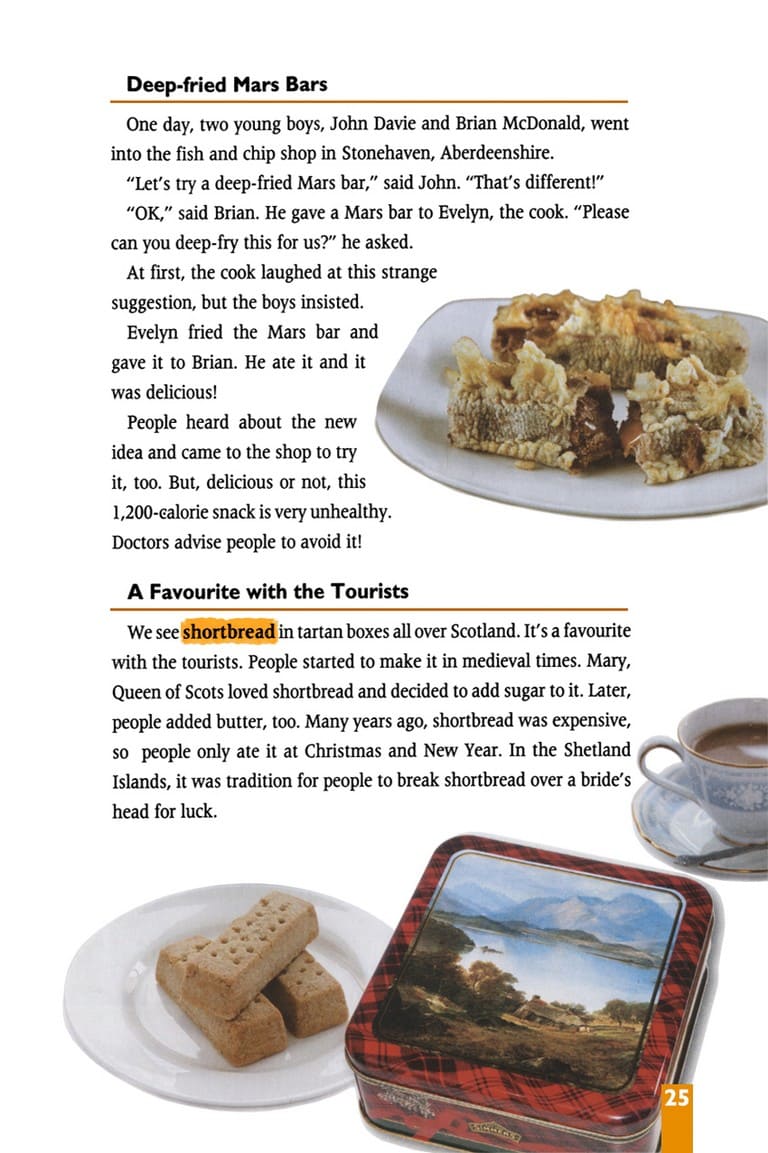 Deep-fried Mars Bars
One day, two young boys, John Davie and Brian McDonald, went
into the fish and chip shop in Stonehaven, Aberdeenshire.
“Let’s try a deep-fried Mars bar,” said John. “That’s different!”
“OK,” said Brian. He gave a Mars bar to Evelyn, the cook. “Please
can you deep-fry this for us?” he asked.
At first, the cook laughed at this strange
suggestion, but the boys insisted.
Evelyn fried the Mars bar and
gave it to Brian. He ate it and it
was delicious!
People heard about the new
idea and came to the shop to try
it, too. But, delicious or not, this
1,200-calorie snack is very unhealthy.
Doctors advise people to avoid it!
A Favourite with the Tourists
We see shortbread in tartan boxes all over Scotland. It’s a favourite
with the tourists. People started to make it in medieval times. Mary,
Queen of Scots loved shortbread and decided to add sugar to it. Later,
people added butter, too. Many years ago, shortbread was expensive,
so people only ate it at Christmas and New Year. In the Shetland
Islands, it was tradition for people to break shortbread over a bride’s
head for luck.
25